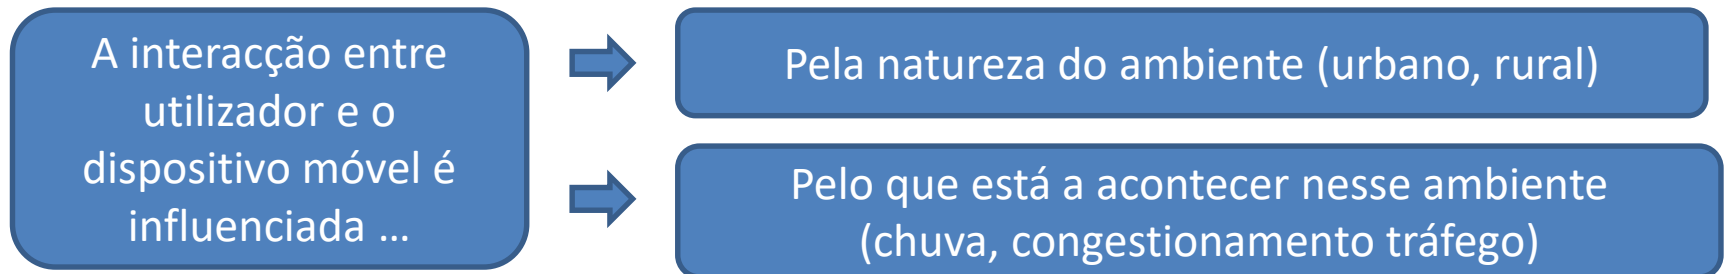 A interacção entre
utilizador e o
dispositivo móvel é
influenciada …
Pela natureza do ambiente (urbano, rural)
Pelo que está a acontecer nesse ambiente
(chuva, congestionamento tráfego)